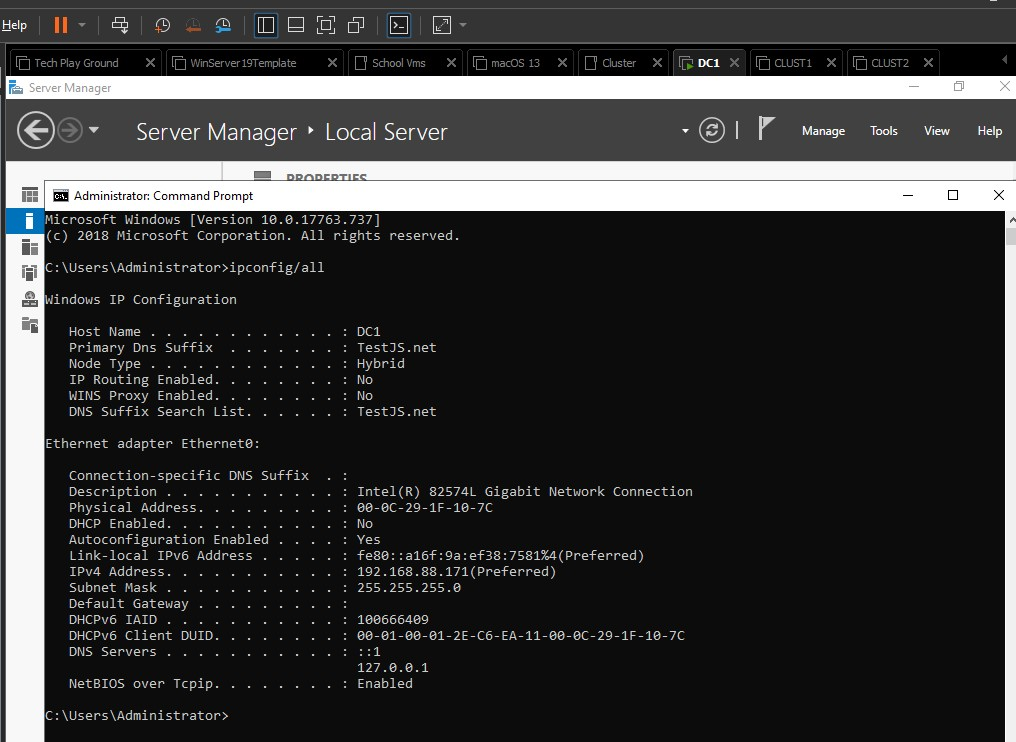 Help
Tech Play Ground
WinServer19Template
School Vms
macOS 13
Cluster
DC1
CLUST1
CLUST2
Server Manager
Server Manager ‣ Local Server
Manage Tools View Help
PROPERTIES
Administrator: Command Prompt
Microsoft Windows [Version 10.0.17763.737]
(c) 2018 Microsoft Corporation. All rights reserved.
C:\Users\Administrator>ipconfig/all
Windows IP Configuration
Host Name . . . . . . . . . . . . : DC1
Primary Dns Suffix  . . . . . . . : TestJS.net
Node Type . . . . . . . . . . . . : Hybrid
IP Routing Enabled. . . . . . . . : No
WINS Proxy Enabled. . . . . . . . : No
DNS Suffix Search List. . . . . . : TestJS.net
Ethernet adapter Ethernet0:
Connection-specific DNS Suffix  . :
Description . . . . . . . . . . . : Intel(R) 82574L Gigabit Network Connection
Physical Address. . . . . . . . . : 00-0C-29-1F-10-7C
DHCP Enabled. . . . . . . . . . . : No
Autoconfiguration Enabled . . . . : Yes
Link-local IPv6 Address . . . . . : fe80::a16f:9a:ef38:7581%4(Preferred)
IPv4 Address. . . . . . . . . . . : 192.168.88.171(Preferred)
Subnet Mask . . . . . . . . . . . : 255.255.255.0
Default Gateway . . . . . . . . . :
DHCPv6 IAID . . . . . . . . . . . : 100666409
DHCPv6 Client DUID. . . . . . . . : 00-01-00-01-2E-C6-EA-11-00-0C-29-1F-10-7C
DNS Servers . . . . . . . . . . . : ::1
127.0.0.1
NetBIOS over Tcpip. . . . . . . . : Enabled
C:\Users\Administrator>